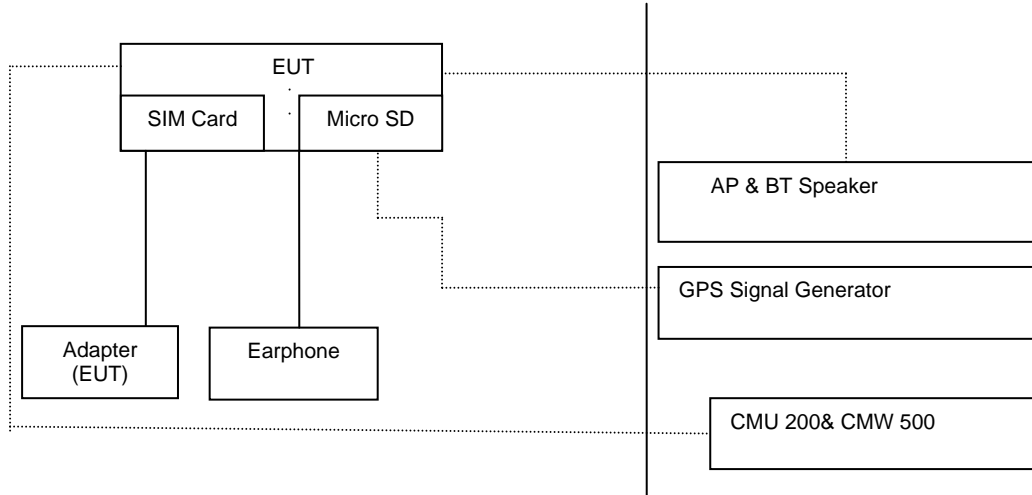 EUT
SIM Card
Micro SD
AP & BT Speaker
GPS Signal Generator
Adapter
(EUT)
Earphone
CMU 200& CMW 500